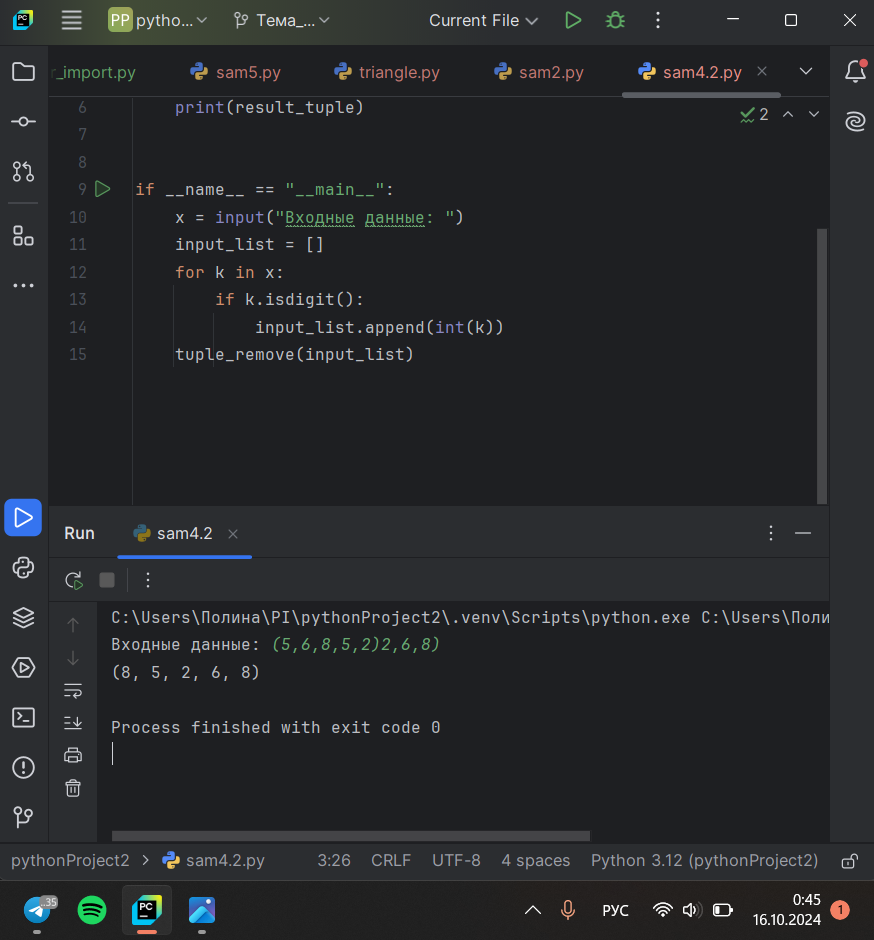 PC PP pytho... Тема_... Current File
r_import.py sam5.py triangle.py sam2.py sam4.2.py
6 print(result_tuple)
2
7
8
9 if __name__ == "__main__":
10 x = input("Входные данные: ")
11 input_list = []
12 for k in x:
13 if k.isdigit():
14 input_list.append(int(k))
15 tuple_remove(input_list)
Run sam4.2
C:\Users\Полина\PI\pythonProject2\.venv\Scripts\python.exe C:\Users\Поли
Входные данные: (5,6,8,5,2)2,6,8)
(8, 5, 2, 6, 8)
Process finished with exit code 0
pythonProject2 > sam4.2.py 3:26 CRLF UTF-8 4 spaces Python 3.12 (pythonProject2)
..35 PC РУС 0:45
16.10.2024 1